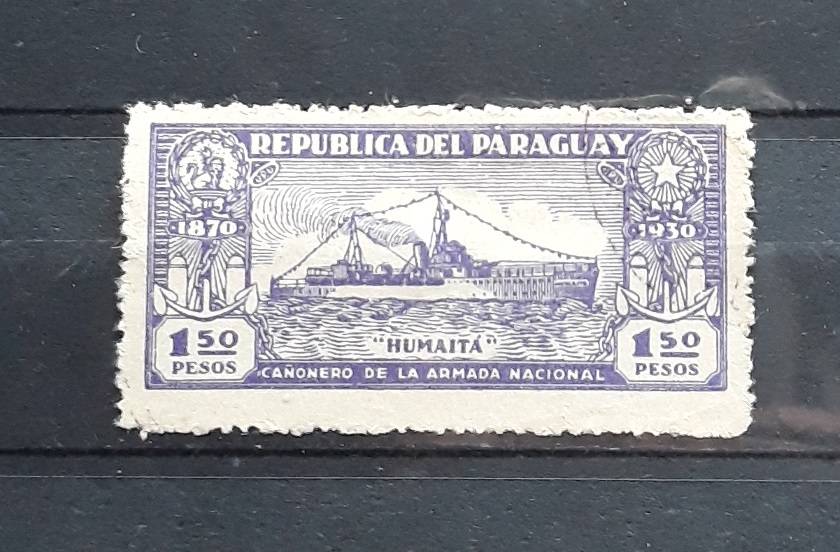 REPUBLICA DEL PARAGUAY
1870
1930
"HUMAITÁ"
1.50 PESOS
1.50 PESOS
CAÑONERO DE LA ARMADA NACIONAL